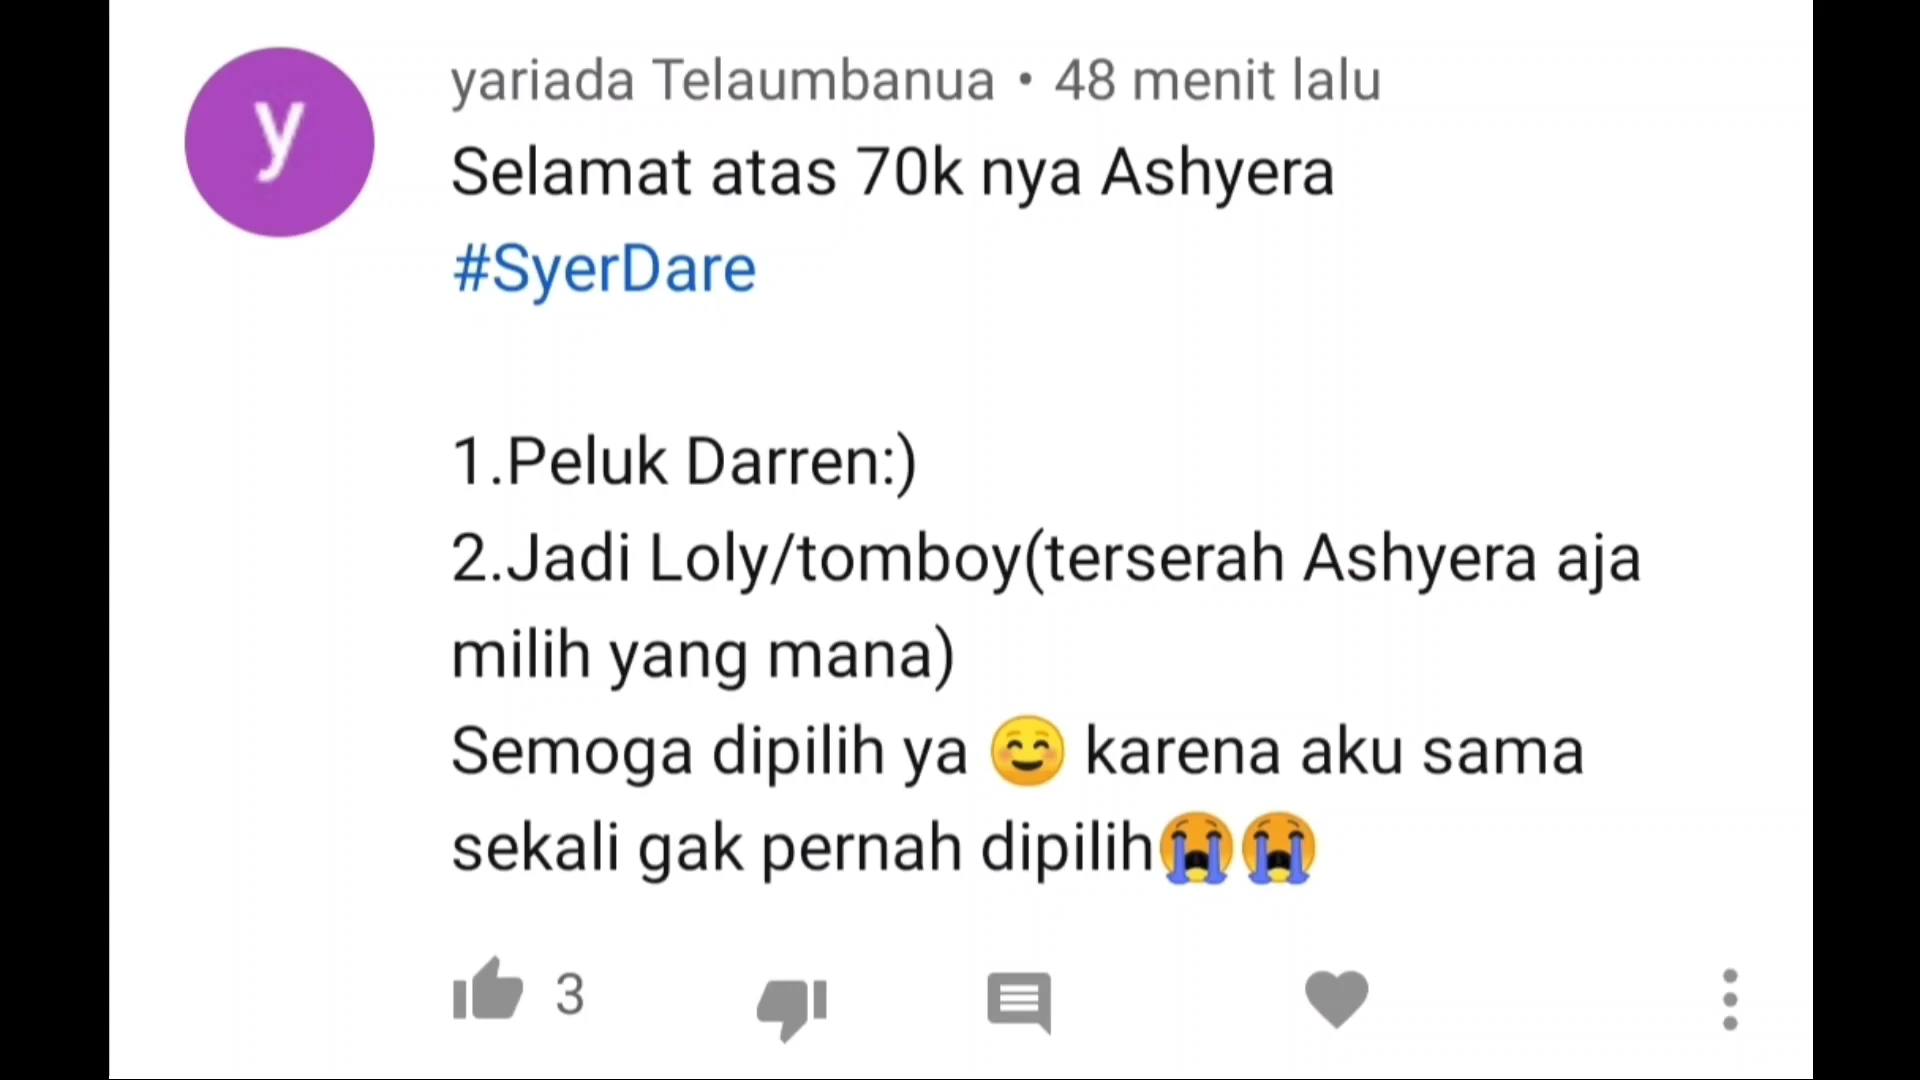 y
yariada Telaumbanua • 48 menit lalu
Selamat atas 70k nya Ashyera
#SyerDare
1.Peluk Darren:)
2.Jadi Loly/tomboy(terserah Ashyera aja
milih yang mana)
Semoga dipilih ya ☺️ karena aku sama
sekali gak pernah dipilih😭😭
3